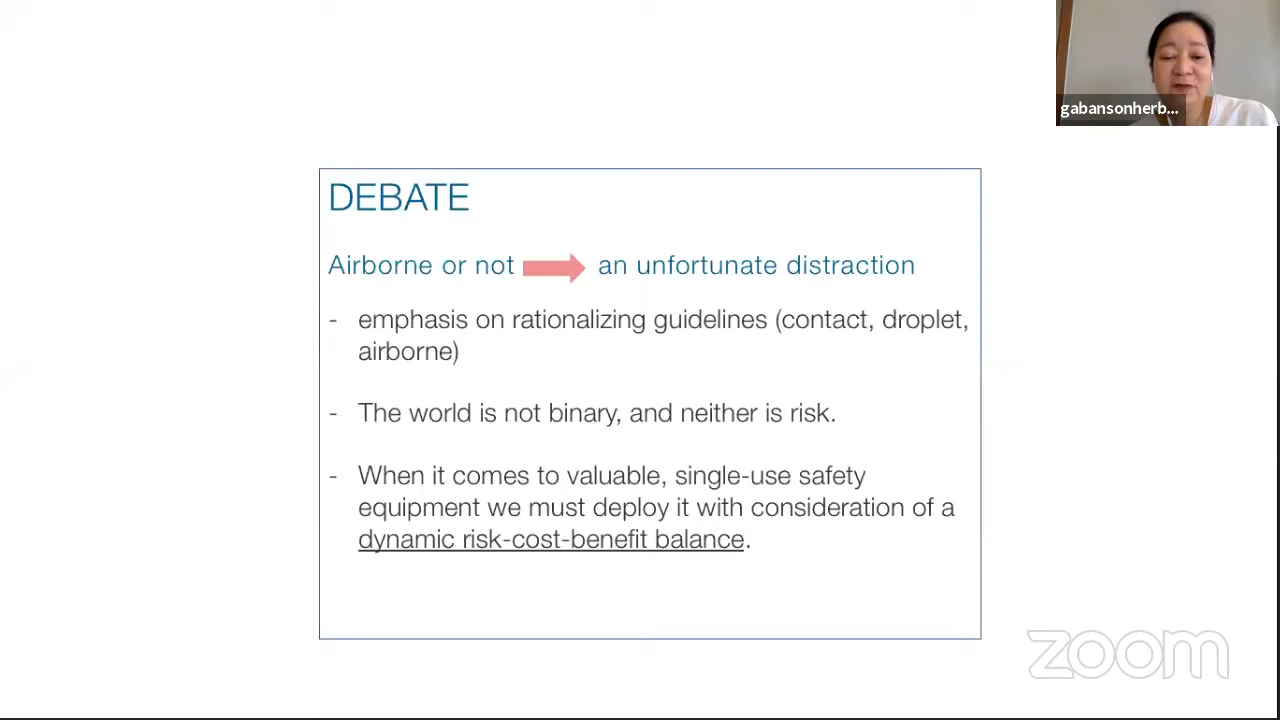 gabansonherb...
DEBATE
Airborne or not an unfortunate distraction
- emphasis on rationalizing guidelines (contact, droplet,
airborne)
- The world is not binary, and neither is risk.
- When it comes to valuable, single-use safety
equipment we must deploy it with consideration of a
dynamic risk-cost-benefit balance.
zoom